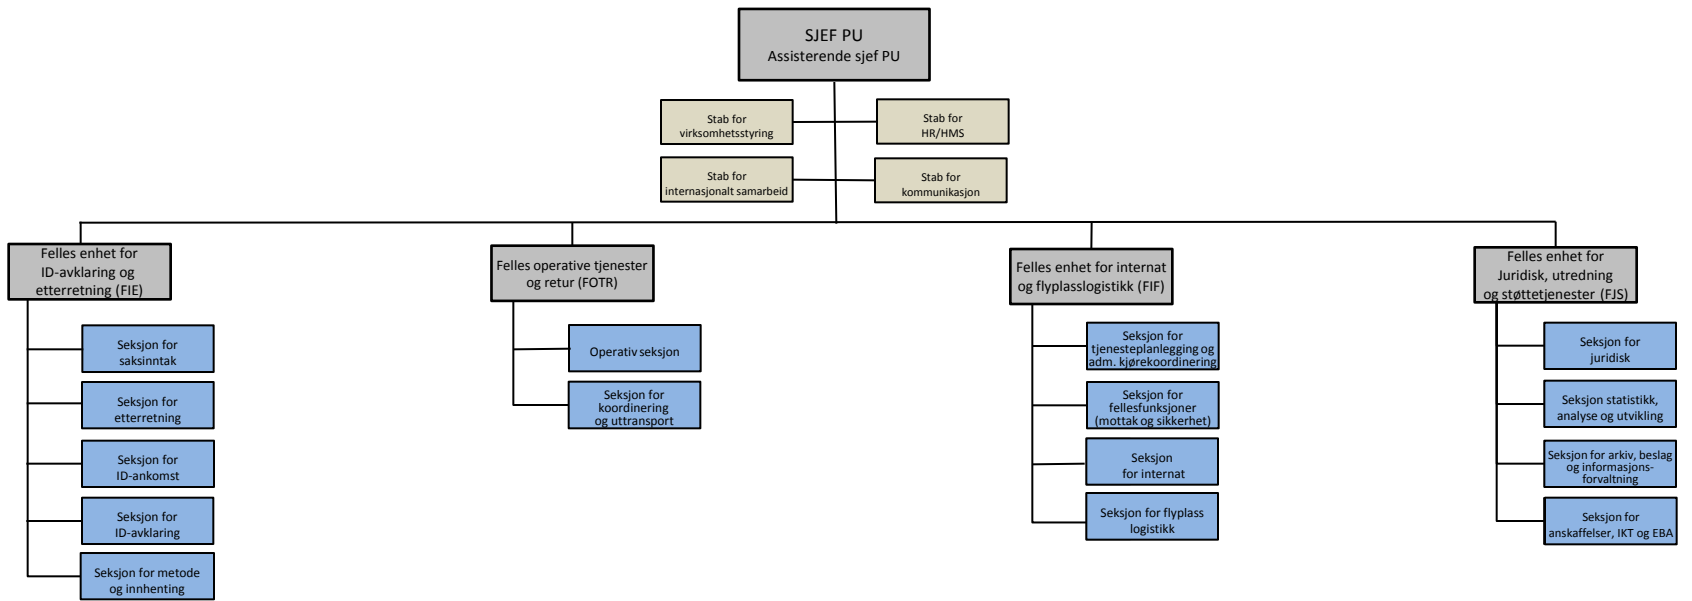 SJEF PU
Assisterende sjef PU
Stab for
virksomhetsstyring
Stab for
HR/HMS
Stab for
internasjonalt samarbeid
Stab for
kommunikasjon
Felles enhet for
ID-avklaring og
etterretning (FIE)
Seksjon for
saksinntak
Seksjon for
etterretning
Seksjon for
ID-ankomst
Seksjon for
ID-avklaring
Seksjon for metode
og innhenting
Felles operative tjenester
og retur (FOTR)
Operativ seksjon
Seksjon for
koordinering
og uttransport
Felles enhet for internat
og flyplasslogistikk (FIF)
Seksjon for
tjenesteplanlegging og
adm. kjørekoordinering
Seksjon for
fellesfunksjoner
(mottak og sikkerhet)
Seksjon
for internat
Seksjon for flyplass
logistikk
Felles enhet for
Juridisk, utredning
og støttetjenester (FJS)
Seksjon for
juridisk
Seksjon statistikk,
analyse og utvikling
Seksjon for arkiv, beslag
og informasjons-
forvaltning
Seksjon for
anskaffelser, IKT og EBA